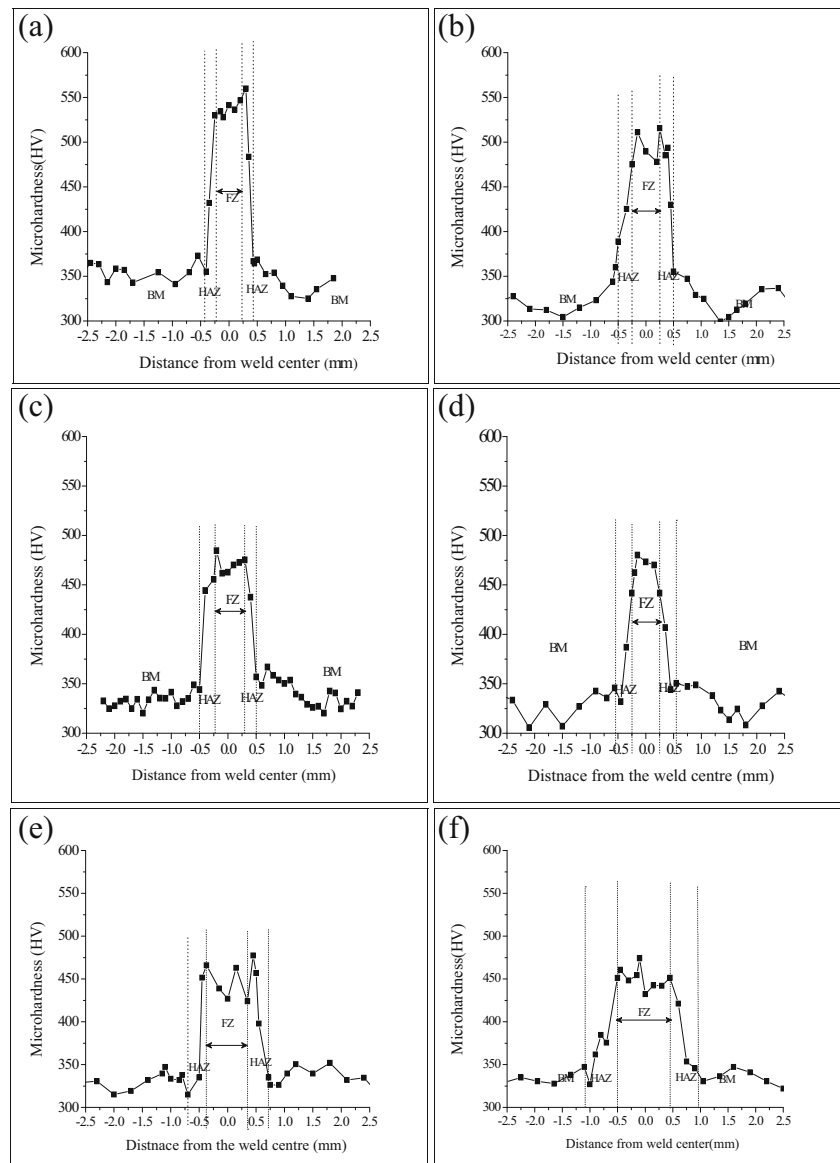 (a)
600
550
500
450
400
350
300
Microhardness(HV)
FZ
BM
HAZ
HAZ
BM
-2.5 -2.0 -1.5 -1.0 -0.5 0.0 0.5 1.0 1.5 2.0 2.5
Distance from weld center (mm)
(b)
600
550
500
450
400
350
300
Microhardness (HV)
FZ
HAZ
HAZ
BM
BM
-2.5 -2.0 -1.5 -1.0 -0.5 0.0 0.5 1.0 1.5 2.0 2.5
Distance from weld center (mm)
(c)
600
550
500
450
400
350
300
Microhardness (HV)
FZ
BM
BM
HAZ
HAZ
-2.5 -2.0 -1.5 -1.0 -0.5 0.0 0.5 1.0 1.5 2.0 2.5
Distance from weld center (mm)
(d)
600
550
500
450
400
350
300
Microhardness (HV)
FZ
BM
BM
HAZ
HAZ
-2.5 -2.0 -1.5 -1.0 -0.5 0.0 0.5 1.0 1.5 2.0 2.5
Distnace from the weld centre (mm)
(e)
600
550
500
450
400
350
300
Microhardness (HV)
FZ
HAZ
HAZ
-2.5 -2.0 -1.5 -1.0 -0.5 0.0 0.5 1.0 1.5 2.0 2.5
Distnace from the weld centre (mm)
(f)
600
550
500
450
400
350
300
Microhardness(HV)
FZ
BM
HAZ
HAZ
BM
-2.5 -2.0 -1.5 -1.0 -0.5 0.0 0.5 1.0 1.5 2.0 2.5
Distance from weld center(mm)